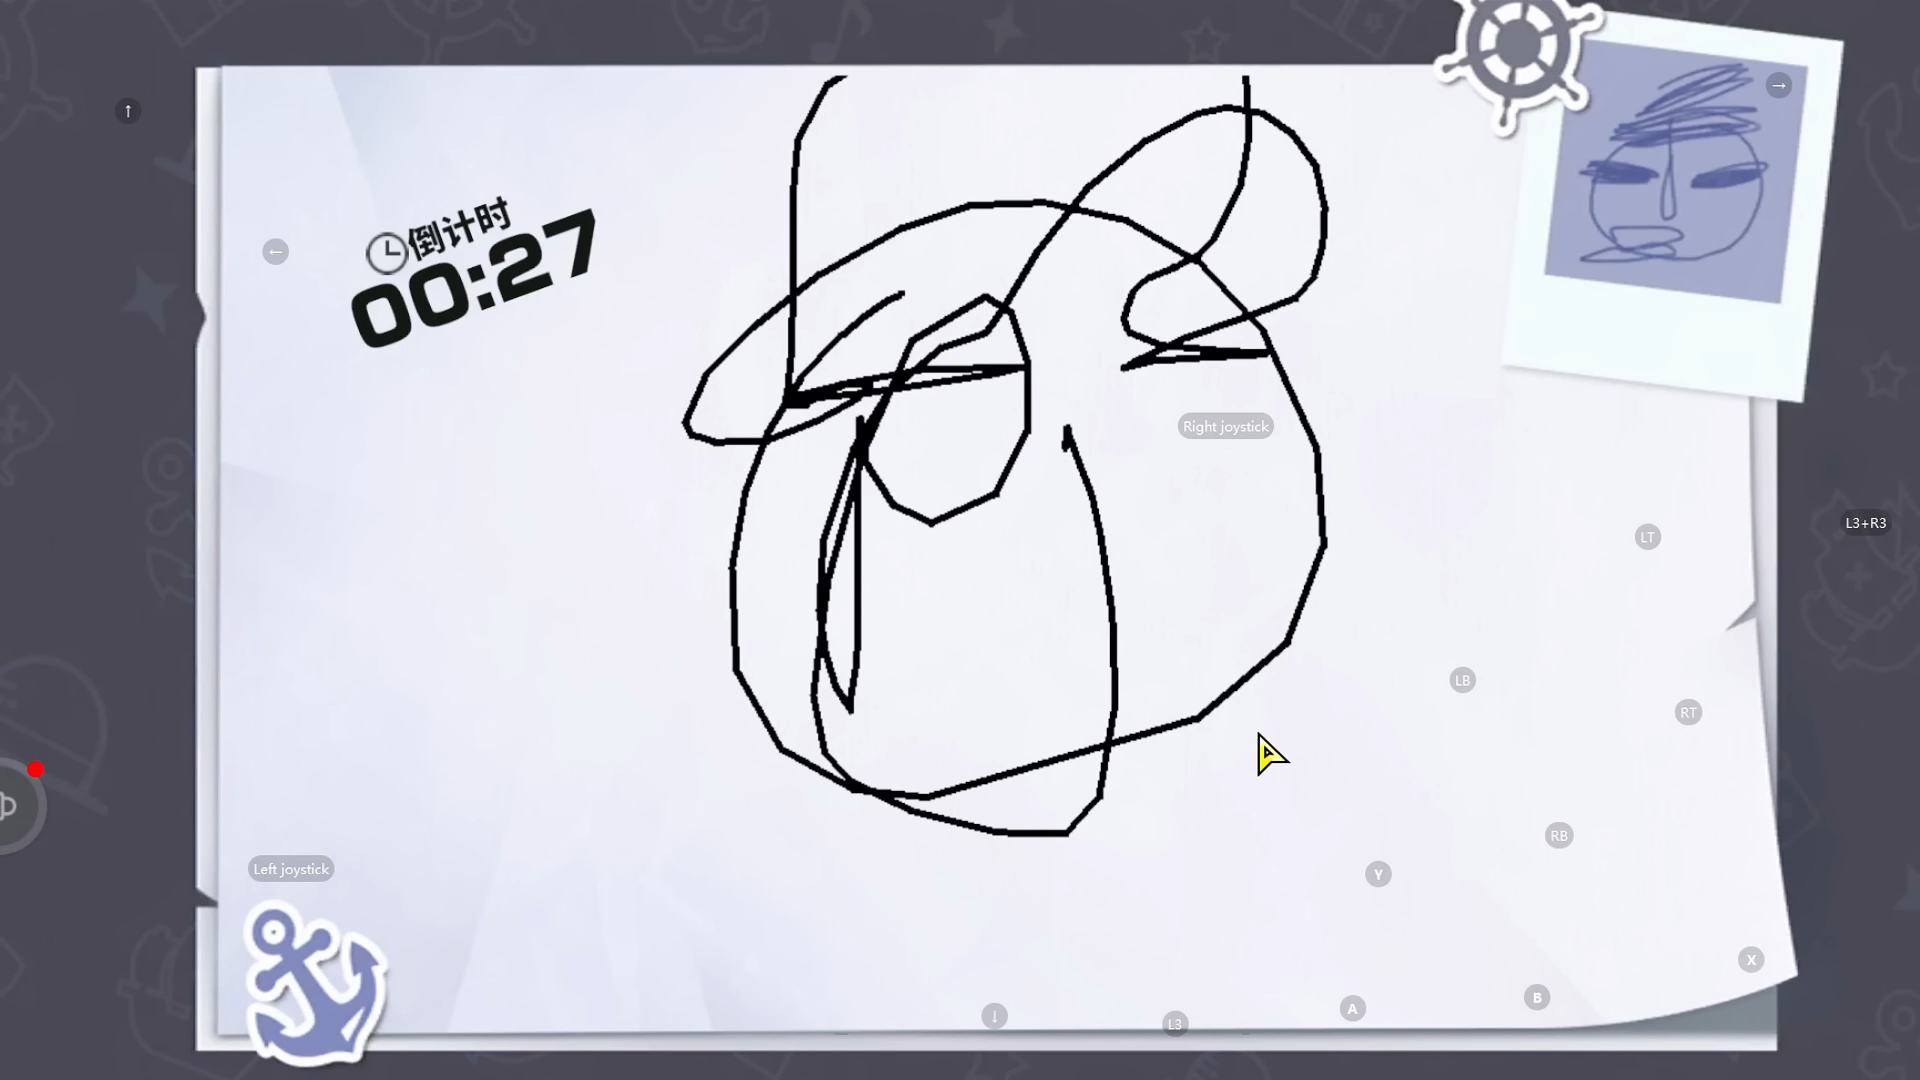 ↑
→
←
倒计时
00:27
Right joystick
L3+R3
LT
LB
RT
RB
Left joystick
Y
X
B
A
↓
L3